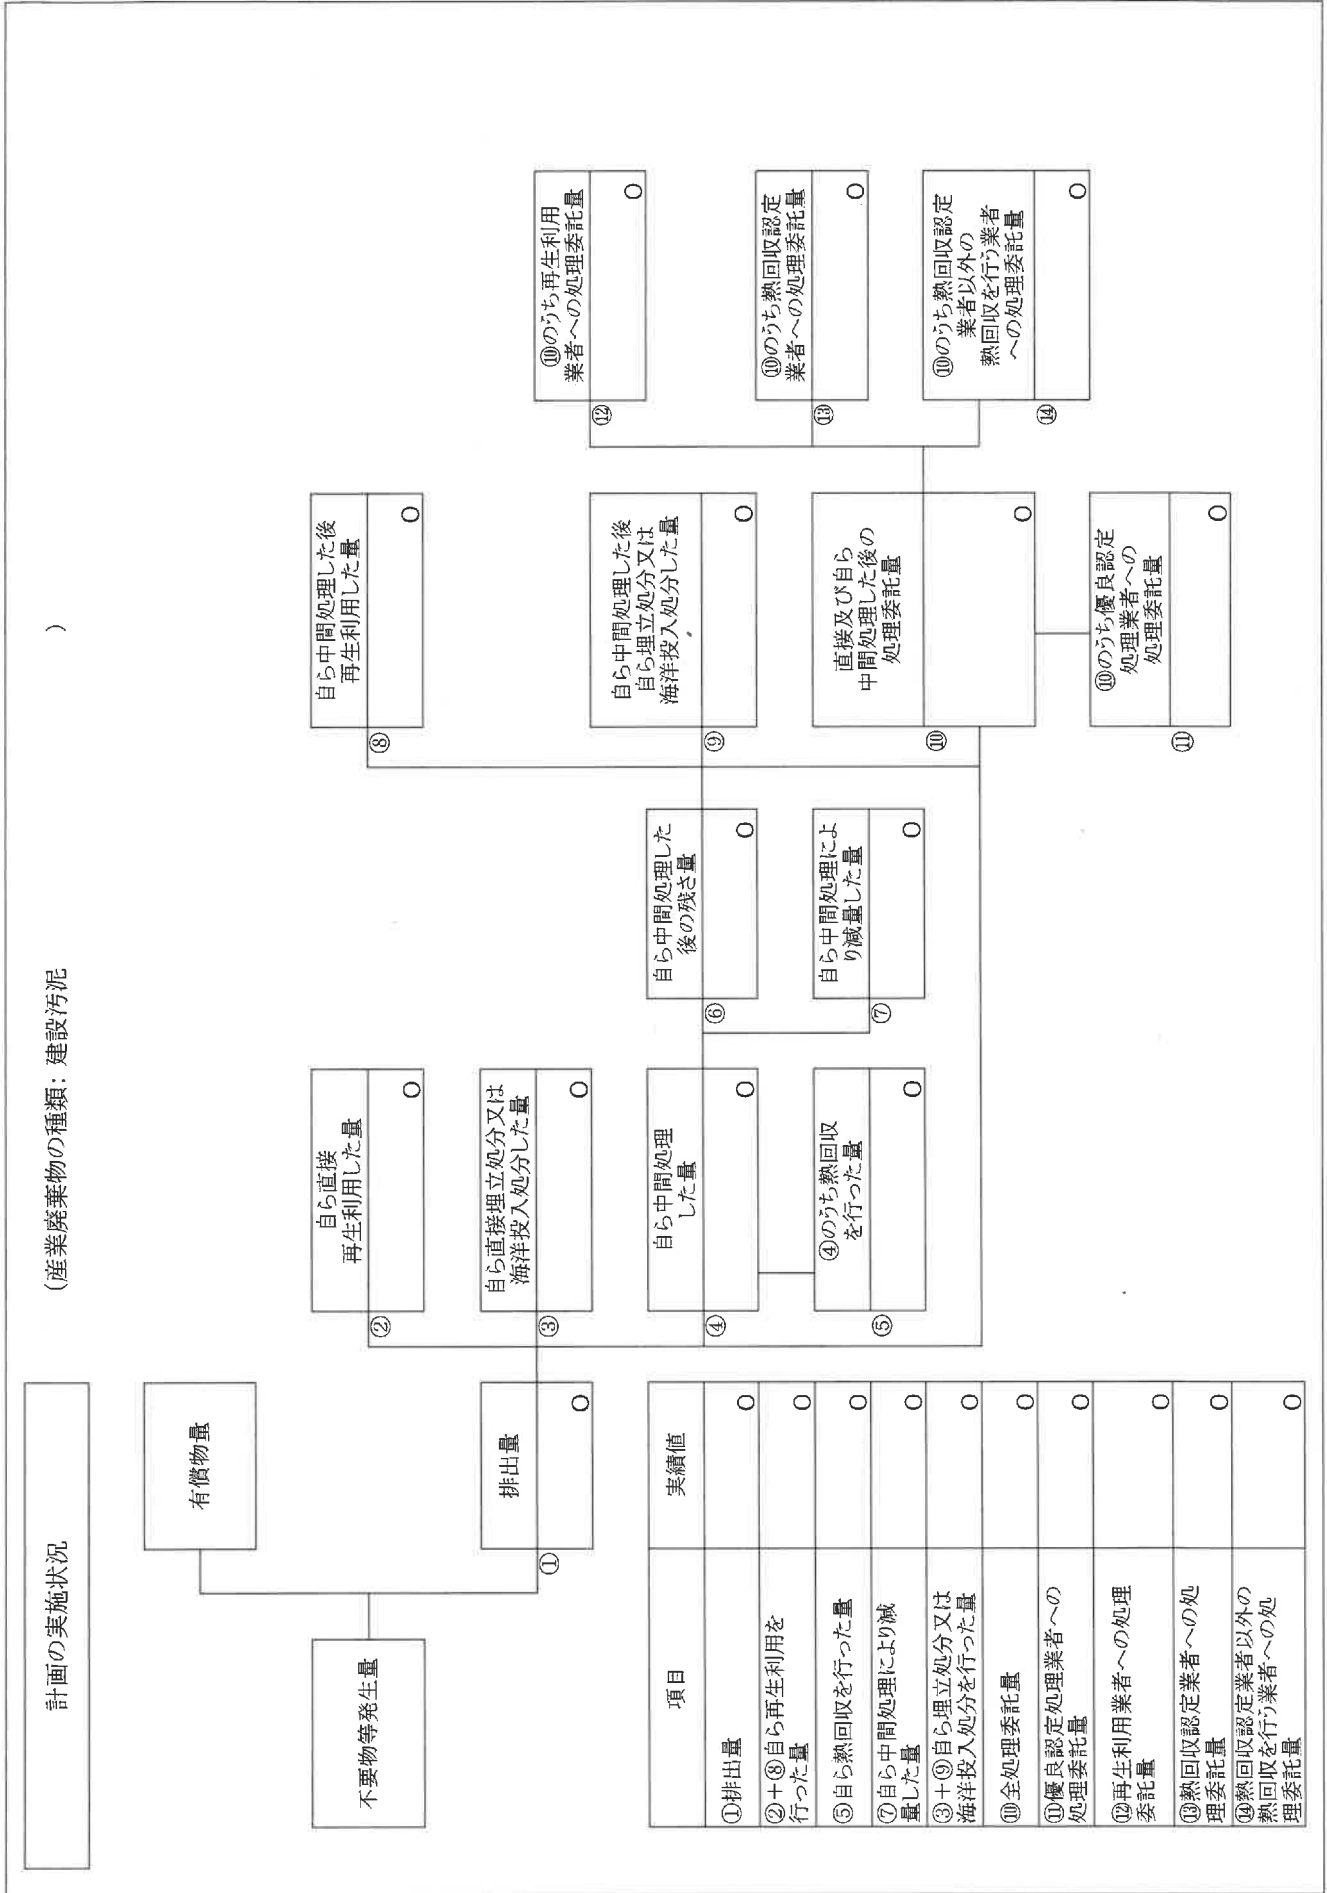 計画の実施状況
(産業廃棄物の種類: 建設汚泥
)
不要物等発生量
有償物量
①
排出量
0
②
自ら直接
再生利用した量
0
③
自ら直接埋立処分又は
海洋投入処分した量
0
④
自ら中間処理
した量
0
⑤
④のうち熱回収
を行った量
0
⑥
自ら中間処理した
後の残さ量
0
⑦
自ら中間処理によ
り減量した量
0
⑧
自ら中間処理した後
再生利用した量
0
⑨
自ら中間処理した後
自ら埋立処分又は
海洋投入処分した量
0
⑩
直接及び自ら
中間処理した後の
処理委託量
0
⑪
⑩のうち優良認定
処理業者への
処理委託量
0
⑫
⑩のうち再生利用
業者への処理委託量
0
⑬
⑩のうち熱回収認定
業者への処理委託量
0
⑭
⑩のうち熱回収認定
業者以外の
熱回収を行う業者
への処理委託量
0
項目 実績値
①排出量 0
②+⑧自ら再生利用を
行った量 0
⑤自ら熱回収を行った量 0
⑦自ら中間処理により減
量した量 0
③+⑨自ら埋立処分又は
海洋投入処分を行った量 0
⑩全処理委託量 0
⑪優良認定処理業者への
処理委託量 0
⑫再生利用業者への処理
委託量 0
⑬熱回収認定業者への処
理委託量 0
⑭熱回収認定業者以外の
熱回収を行う業者への処
理委託量 0